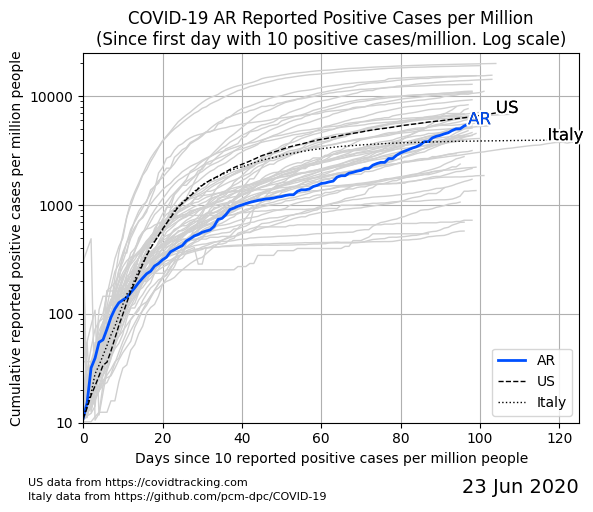 COVID-19 AR Reported Positive Cases per Million
(Since first day with 10 positive cases/million. Log scale)
Cumulative reported positive cases per million people
10000
1000
100
10
US
AR
Italy
AR
US
Italy
0 20 40 60 80 100 120
Days since 10 reported positive cases per million people
US data from https://covidtracking.com
Italy data from https://github.com/pcm-dpc/COVID-19
23 Jun 2020